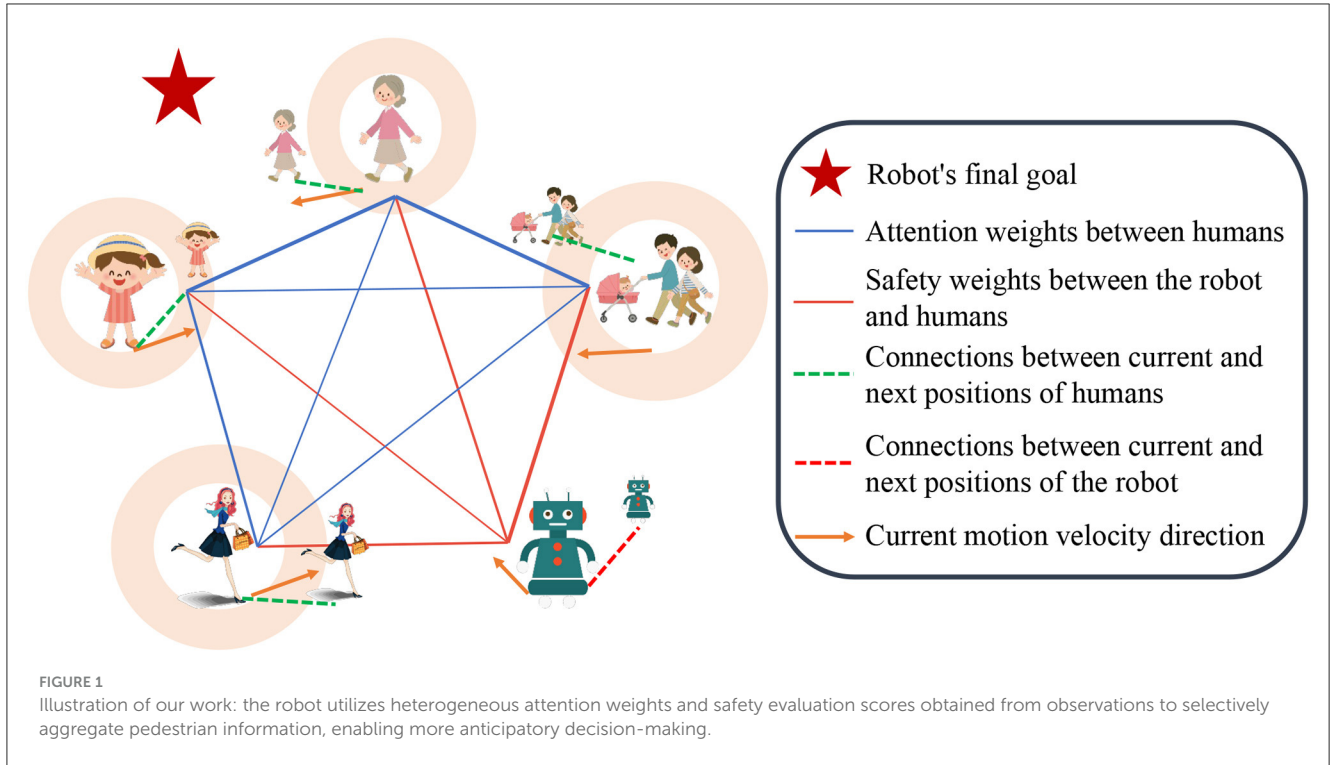 Robot's final goal
Attention weights between humans
Safety weights between the robot
and humans
Connections between current and
next positions of humans
Connections between current and
next positions of the robot
Current motion velocity direction
FIGURE 1
Illustration of our work: the robot utilizes heterogeneous attention weights and safety evaluation scores obtained from observations to selectively
aggregate pedestrian information, enabling more anticipatory decision-making.